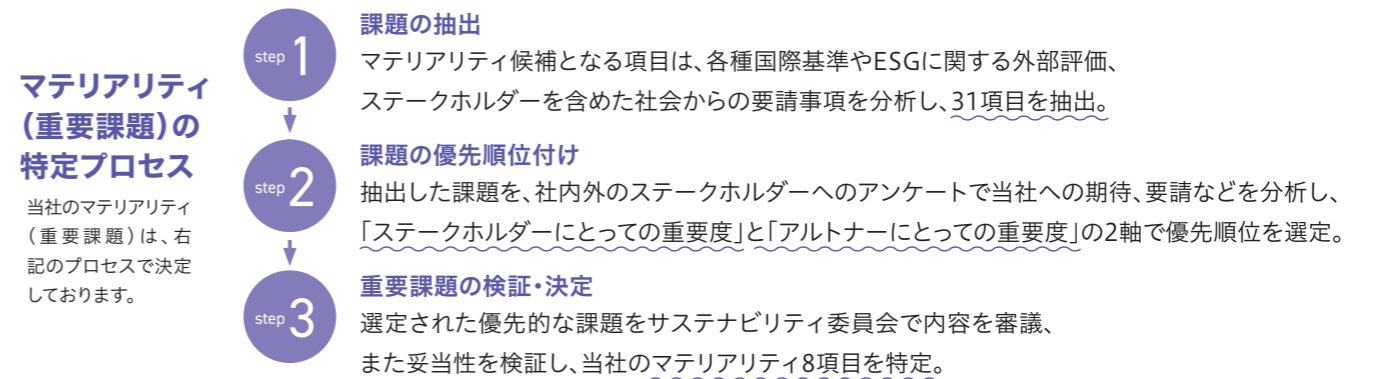 マテリアリティ
（重要課題）の
特定プロセス
当社のマテリアリティ
（重要課題）は、右
記のプロセスで決定
しております。
step 1
課題の抽出
マテリアリティ候補となる項目は、各種国際基準やESGに関する外部評価、
ステークホルダーを含めた社会からの要請事項を分析し、31項目を抽出。
step 2
課題の優先順位付け
抽出した課題を、社内外のステークホルダーへのアンケートで当社への期待、要請などを分析し、
「ステークホルダーにとっての重要度」と「アルトナーにとっての重要度」の2軸で優先順位を選定。
step 3
重要課題の検証・決定
選定された優先的な課題をサステナビリティ委員会で内容を審議、
また妥当性を検証し、当社のマテリアリティ8項目を特定。